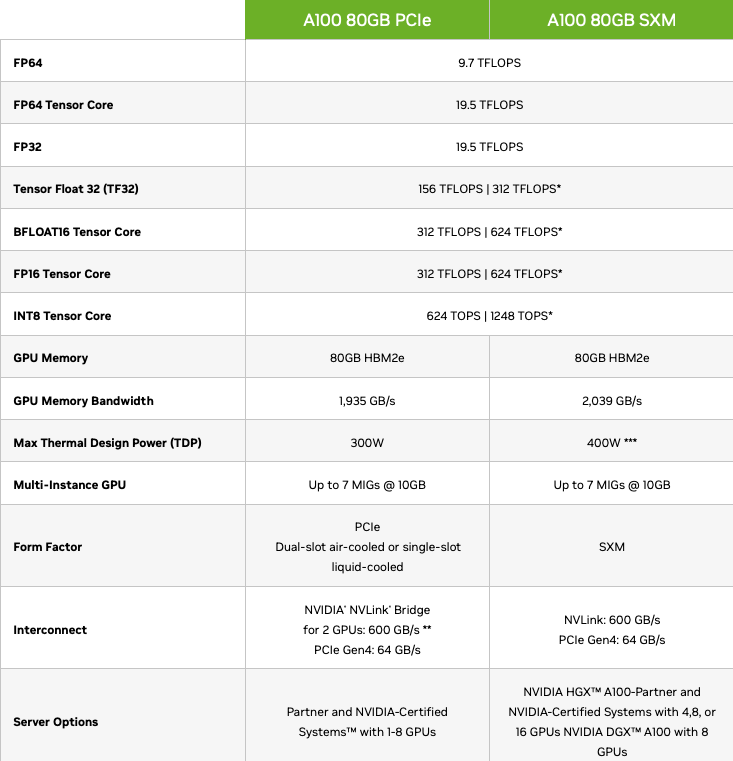 A100 80GB PCIe A100 80GB SXM
FP64 9.7 TFLOPS
FP64 Tensor Core 19.5 TFLOPS
FP32 19.5 TFLOPS
Tensor Float 32 (TF32) 156 TFLOPS | 312 TFLOPS*
BFLOAT16 Tensor Core 312 TFLOPS | 624 TFLOPS*
FP16 Tensor Core 312 TFLOPS | 624 TFLOPS*
INT8 Tensor Core 624 TOPS | 1248 TOPS*
GPU Memory 80GB HBM2e 80GB HBM2e
GPU Memory Bandwidth 1,935 GB/s 2,039 GB/s
Max Thermal Design Power (TDP) 300W 400W ***
Multi-Instance GPU Up to 7 MIGs @ 10GB Up to 7 MIGs @ 10GB
Form Factor
PCIe
Dual-slot air-cooled or single-slot
liquid-cooled
SXM
Interconnect
NVIDIA® NVLink® Bridge
for 2 GPUs: 600 GB/s **
PCIe Gen4: 64 GB/s
NVLink: 600 GB/s
PCIe Gen4: 64 GB/s
Server Options
Partner and NVIDIA-Certified
Systems™ with 1-8 GPUs
NVIDIA HGX™ A100-Partner and
NVIDIA-Certified Systems with 4,8, or
16 GPUs NVIDIA DGX™ A100 with 8
GPUs